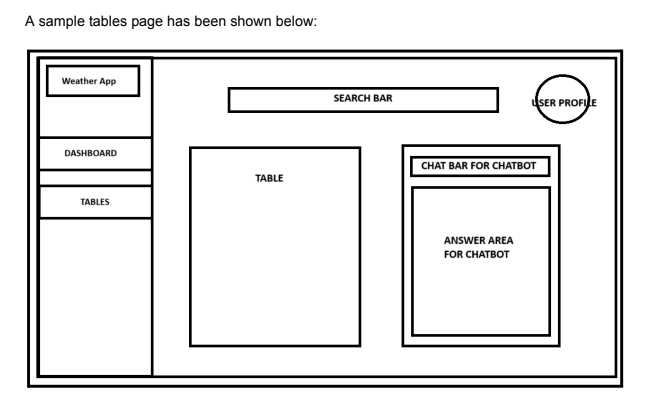 A sample tables page has been shown below:
Weather App
SEARCH BAR
USER PROFILE
DASHBOARD
TABLES
TABLE
CHAT BAR FOR CHATBOT
ANSWER AREA
FOR CHATBOT